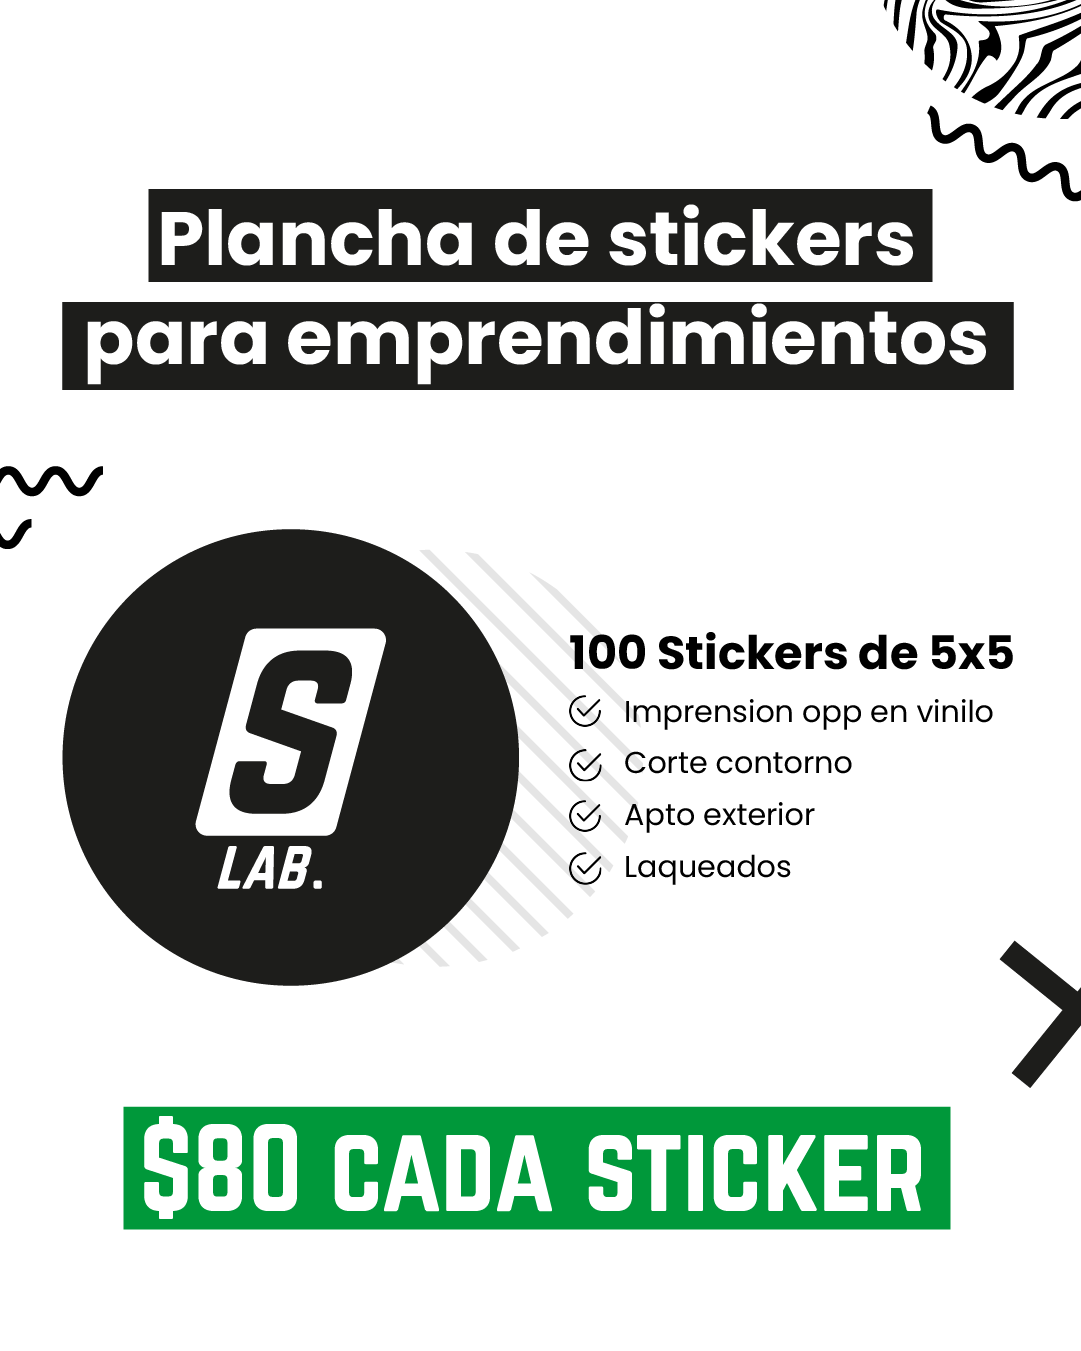 Plancha de stickers
para emprendimientos
S
LAB.
100 Stickers de 5x5
Imprension opp en vinilo
Corte contorno
Apto exterior
Laqueados
$80 CADA STICKER